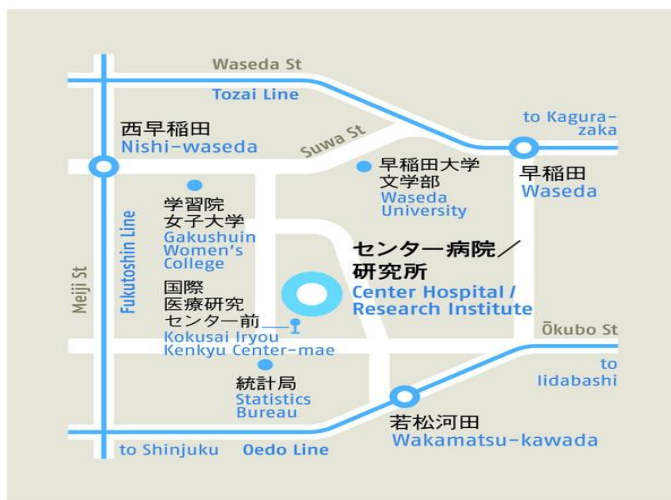 Waseda St
Tozai Line
to Kagura-
zaka
西早稲田
Nishi-waseda
Suwa St
早稲田大学
文学部
Waseda
University
早稲田
Waseda
学習院
女子大学
Gakushuin
Women's
College
Meiji St
Fukutoshin Line
センター病院／
研究所
Center Hospital /
Research Institute
国際
医療研究
センター前
Kokusai Iryou
Kenkyu Center-mae
Ōkubo St
to
Iidabashi
統計局
Statistics
Bureau
若松河田
Wakamatsu-kawada
to Shinjuku
Oedo Line